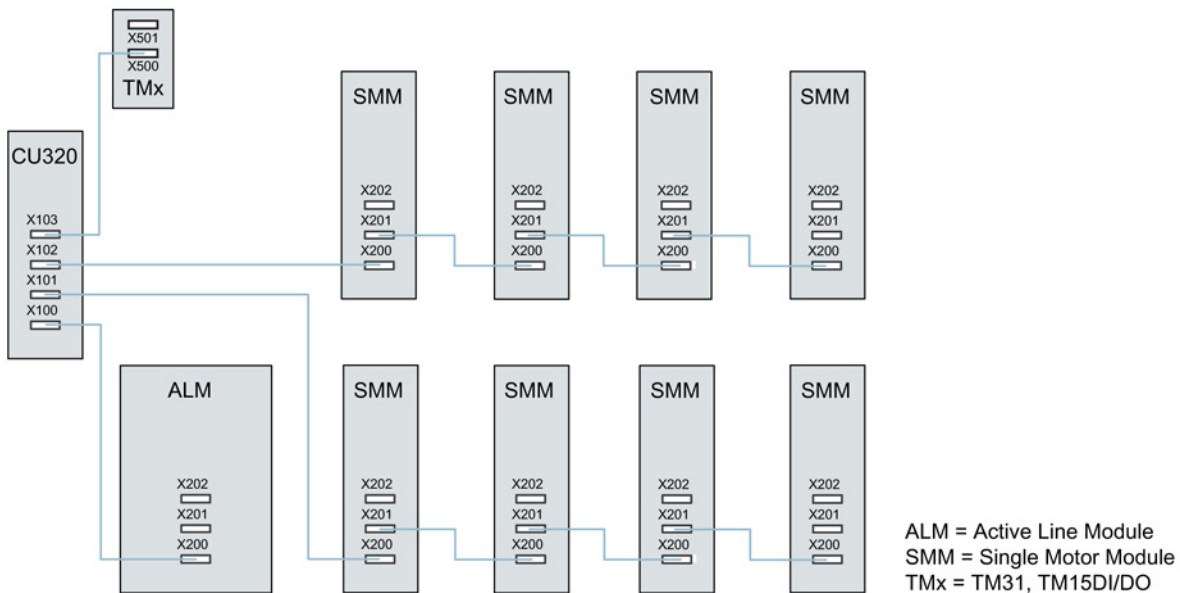 X501
X500
TMx
CU320
X103
X102
X101
X100
SMM
X202
X201
X200
SMM
X202
X201
X200
SMM
X202
X201
X200
SMM
X202
X201
X200
ALM
X202
X201
X200
SMM
X202
X201
X200
SMM
X202
X201
X200
SMM
X202
X201
X200
SMM
X202
X201
X200
ALM = Active Line Module
SMM = Single Motor Module
TMx = TM31, TM15DI/DO